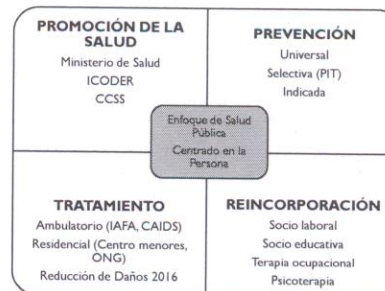 PROMOCIÓN DE LA
SALUD
Ministerio de Salud
ICODER
CCSS
PREVENCIÓN
Universal
Selectiva (PIT)
Indicada
Enfoque de Salud
Pública
Centrado en la
Persona
TRATAMIENTO
Ambulatorio (IAFA, CAIDS)
Residencial (Centro menores,
ONG)
Reducción de Daños 2016
REINCORPORACIÓN
Socio laboral
Socio educativa
Terapia ocupacional
Psicoterapia